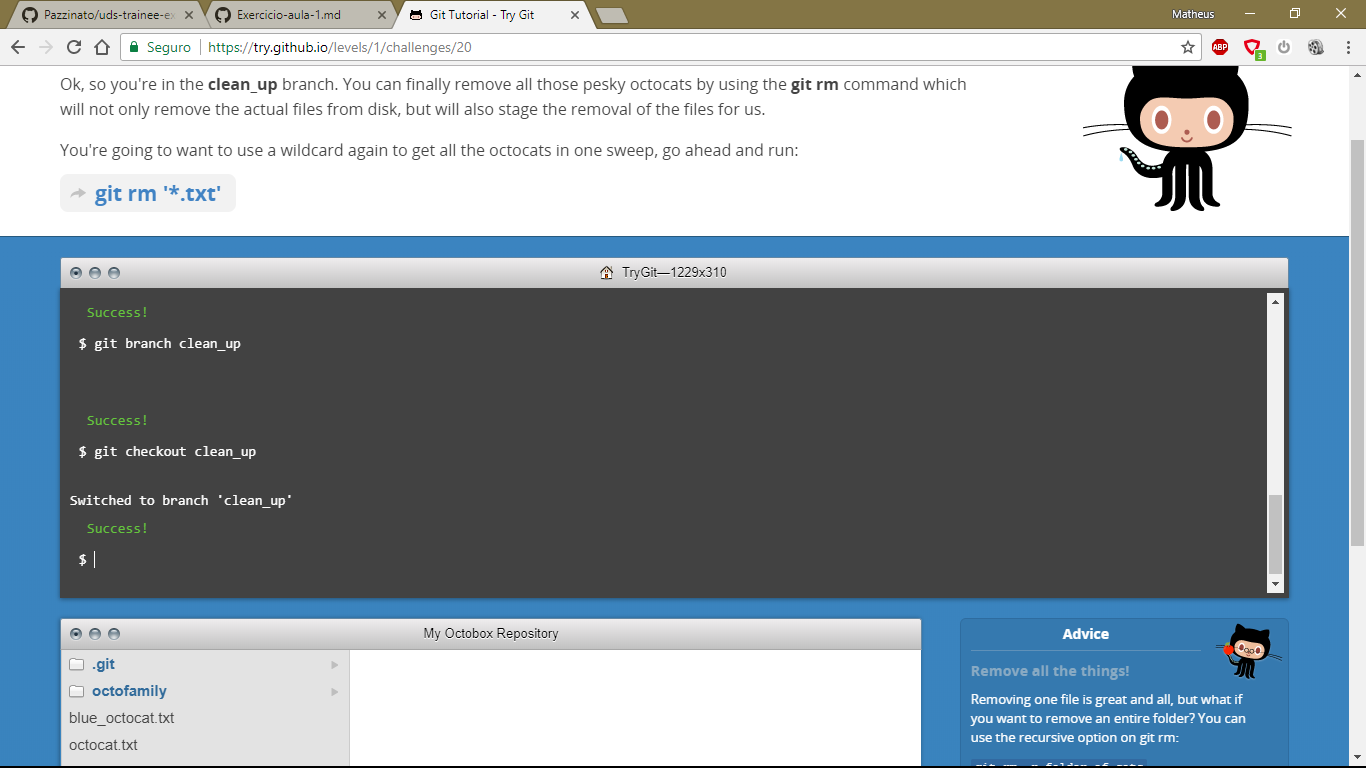 Pazzinato/uds-trainee-ex
Exercicio-aula-1.md
Git Tutorial - Try Git
Matheus
Seguro
https://try.github.io/levels/1/challenges/20
ABP
3
Ok, so you're in the clean_up branch. You can finally remove all those pesky octocats by using the git rm command which
will not only remove the actual files from disk, but will also stage the removal of the files for us.
You're going to want to use a wildcard again to get all the octocats in one sweep, go ahead and run:
git rm '*.txt'
TryGit—1229x310
Success!
$ git branch clean_up
Success!
$ git checkout clean_up
Switched to branch 'clean_up'
Success!
$
My Octobox Repository
.git
octofamily
blue_octocat.txt
octocat.txt
Advice
Remove all the things!
Removing one file is great and all, but what if
you want to remove an entire folder? You can
use the recursive option on git rm: